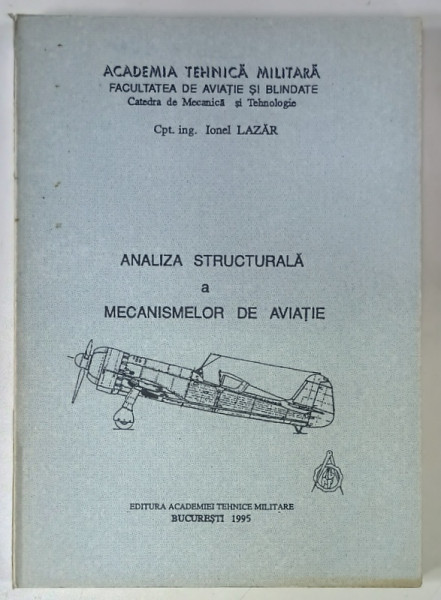 ACADEMIA TEHNICĂ MILITARĂ
FACULTATEA DE AVIAȚIE ȘI BLINDATE
Catedra de Mecanică și Tehnologie
Cpt. ing. Ionel LAZĂR
ANALIZA STRUCTURALĂ
a
MECANISMELOR DE AVIAȚIE
EDITURA ACADEMIEI TEHNICE MILITARE
BUCUREȘTI 1995